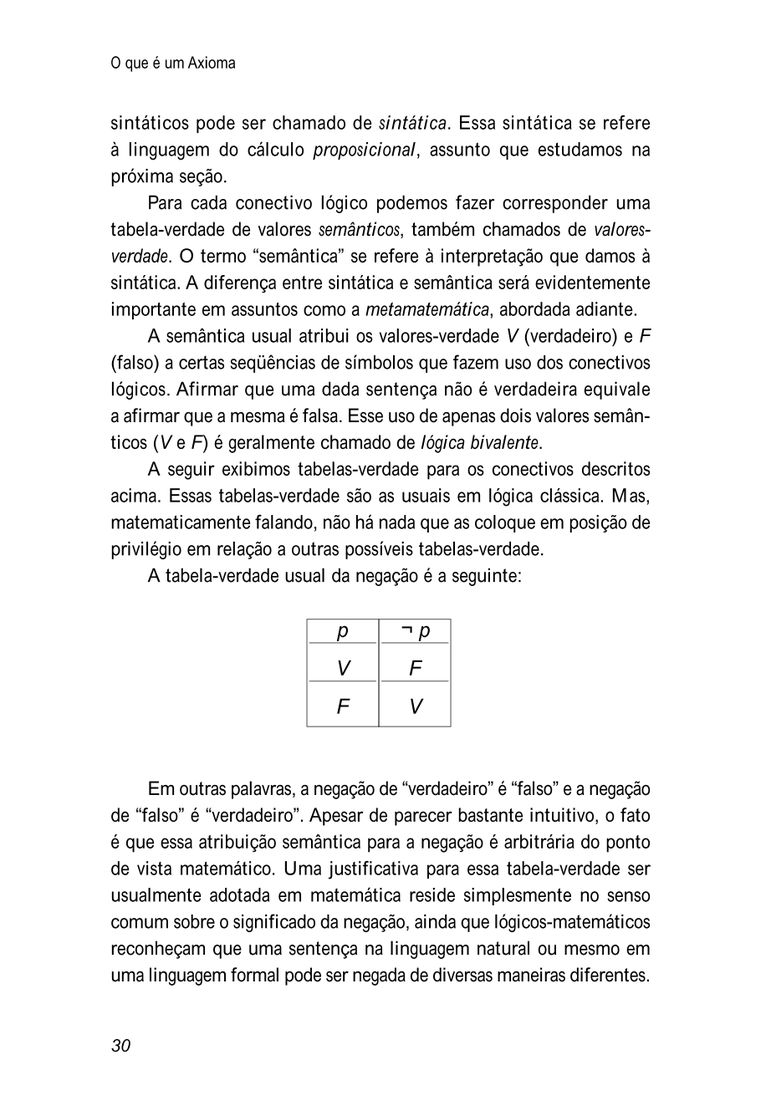 O que é um Axioma
sintáticos pode ser chamado de sintática. Essa sintática se refere
à linguagem do cálculo proposicional, assunto que estudamos na
próxima seção.
Para cada conectivo lógico podemos fazer corresponder uma
tabela-verdade de valores semânticos, também chamados de valores-
verdade. O termo “semântica” se refere à interpretação que damos à
sintática. A diferença entre sintática e semântica será evidentemente
importante em assuntos como a metamatemática, abordada adiante.
A semântica usual atribui os valores-verdade V (verdadeiro) e F
(falso) a certas seqüências de símbolos que fazem uso dos conectivos
lógicos. Afirmar que uma dada sentença não é verdadeira equivale
a afirmar que a mesma é falsa. Esse uso de apenas dois valores semân-
ticos (V e F) é geralmente chamado de lógica bivalente.
A seguir exibimos tabelas-verdade para os conectivos descritos
acima. Essas tabelas-verdade são as usuais em lógica clássica. Mas,
matematicamente falando, não há nada que as coloque em posição de
privilégio em relação a outras possíveis tabelas-verdade.
A tabela-verdade usual da negação é a seguinte:
p ¬ p
V F
F V
Em outras palavras, a negação de “verdadeiro” é “falso” e a negação
de “falso” é “verdadeiro”. Apesar de parecer bastante intuitivo, o fato
é que essa atribuição semântica para a negação é arbitrária do ponto
de vista matemático. Uma justificativa para essa tabela-verdade ser
usualmente adotada em matemática reside simplesmente no senso
comum sobre o significado da negação, ainda que lógicos-matemáticos
reconheçam que uma sentença na linguagem natural ou mesmo em
uma linguagem formal pode ser negada de diversas maneiras diferentes.
30